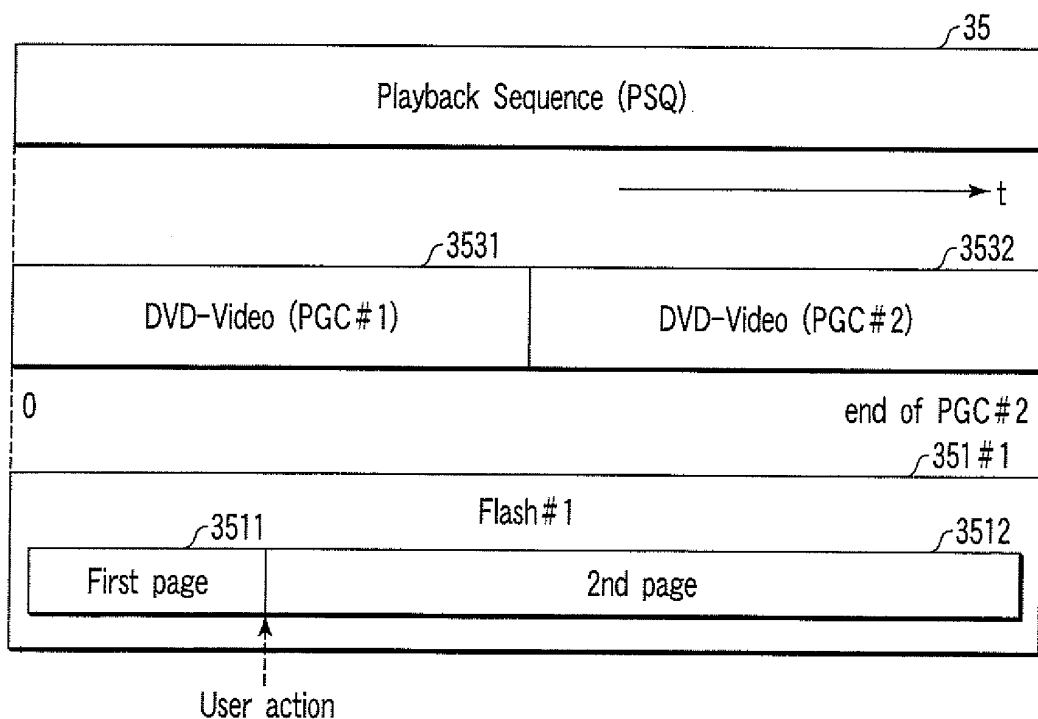 35
Playback Sequence (PSQ)
t
3531
3532
DVD-Video (PGC#1)
DVD-Video (PGC#2)
0
end of PGC#2
351#1
Flash#1
3511
3512
First page
2nd page
User action